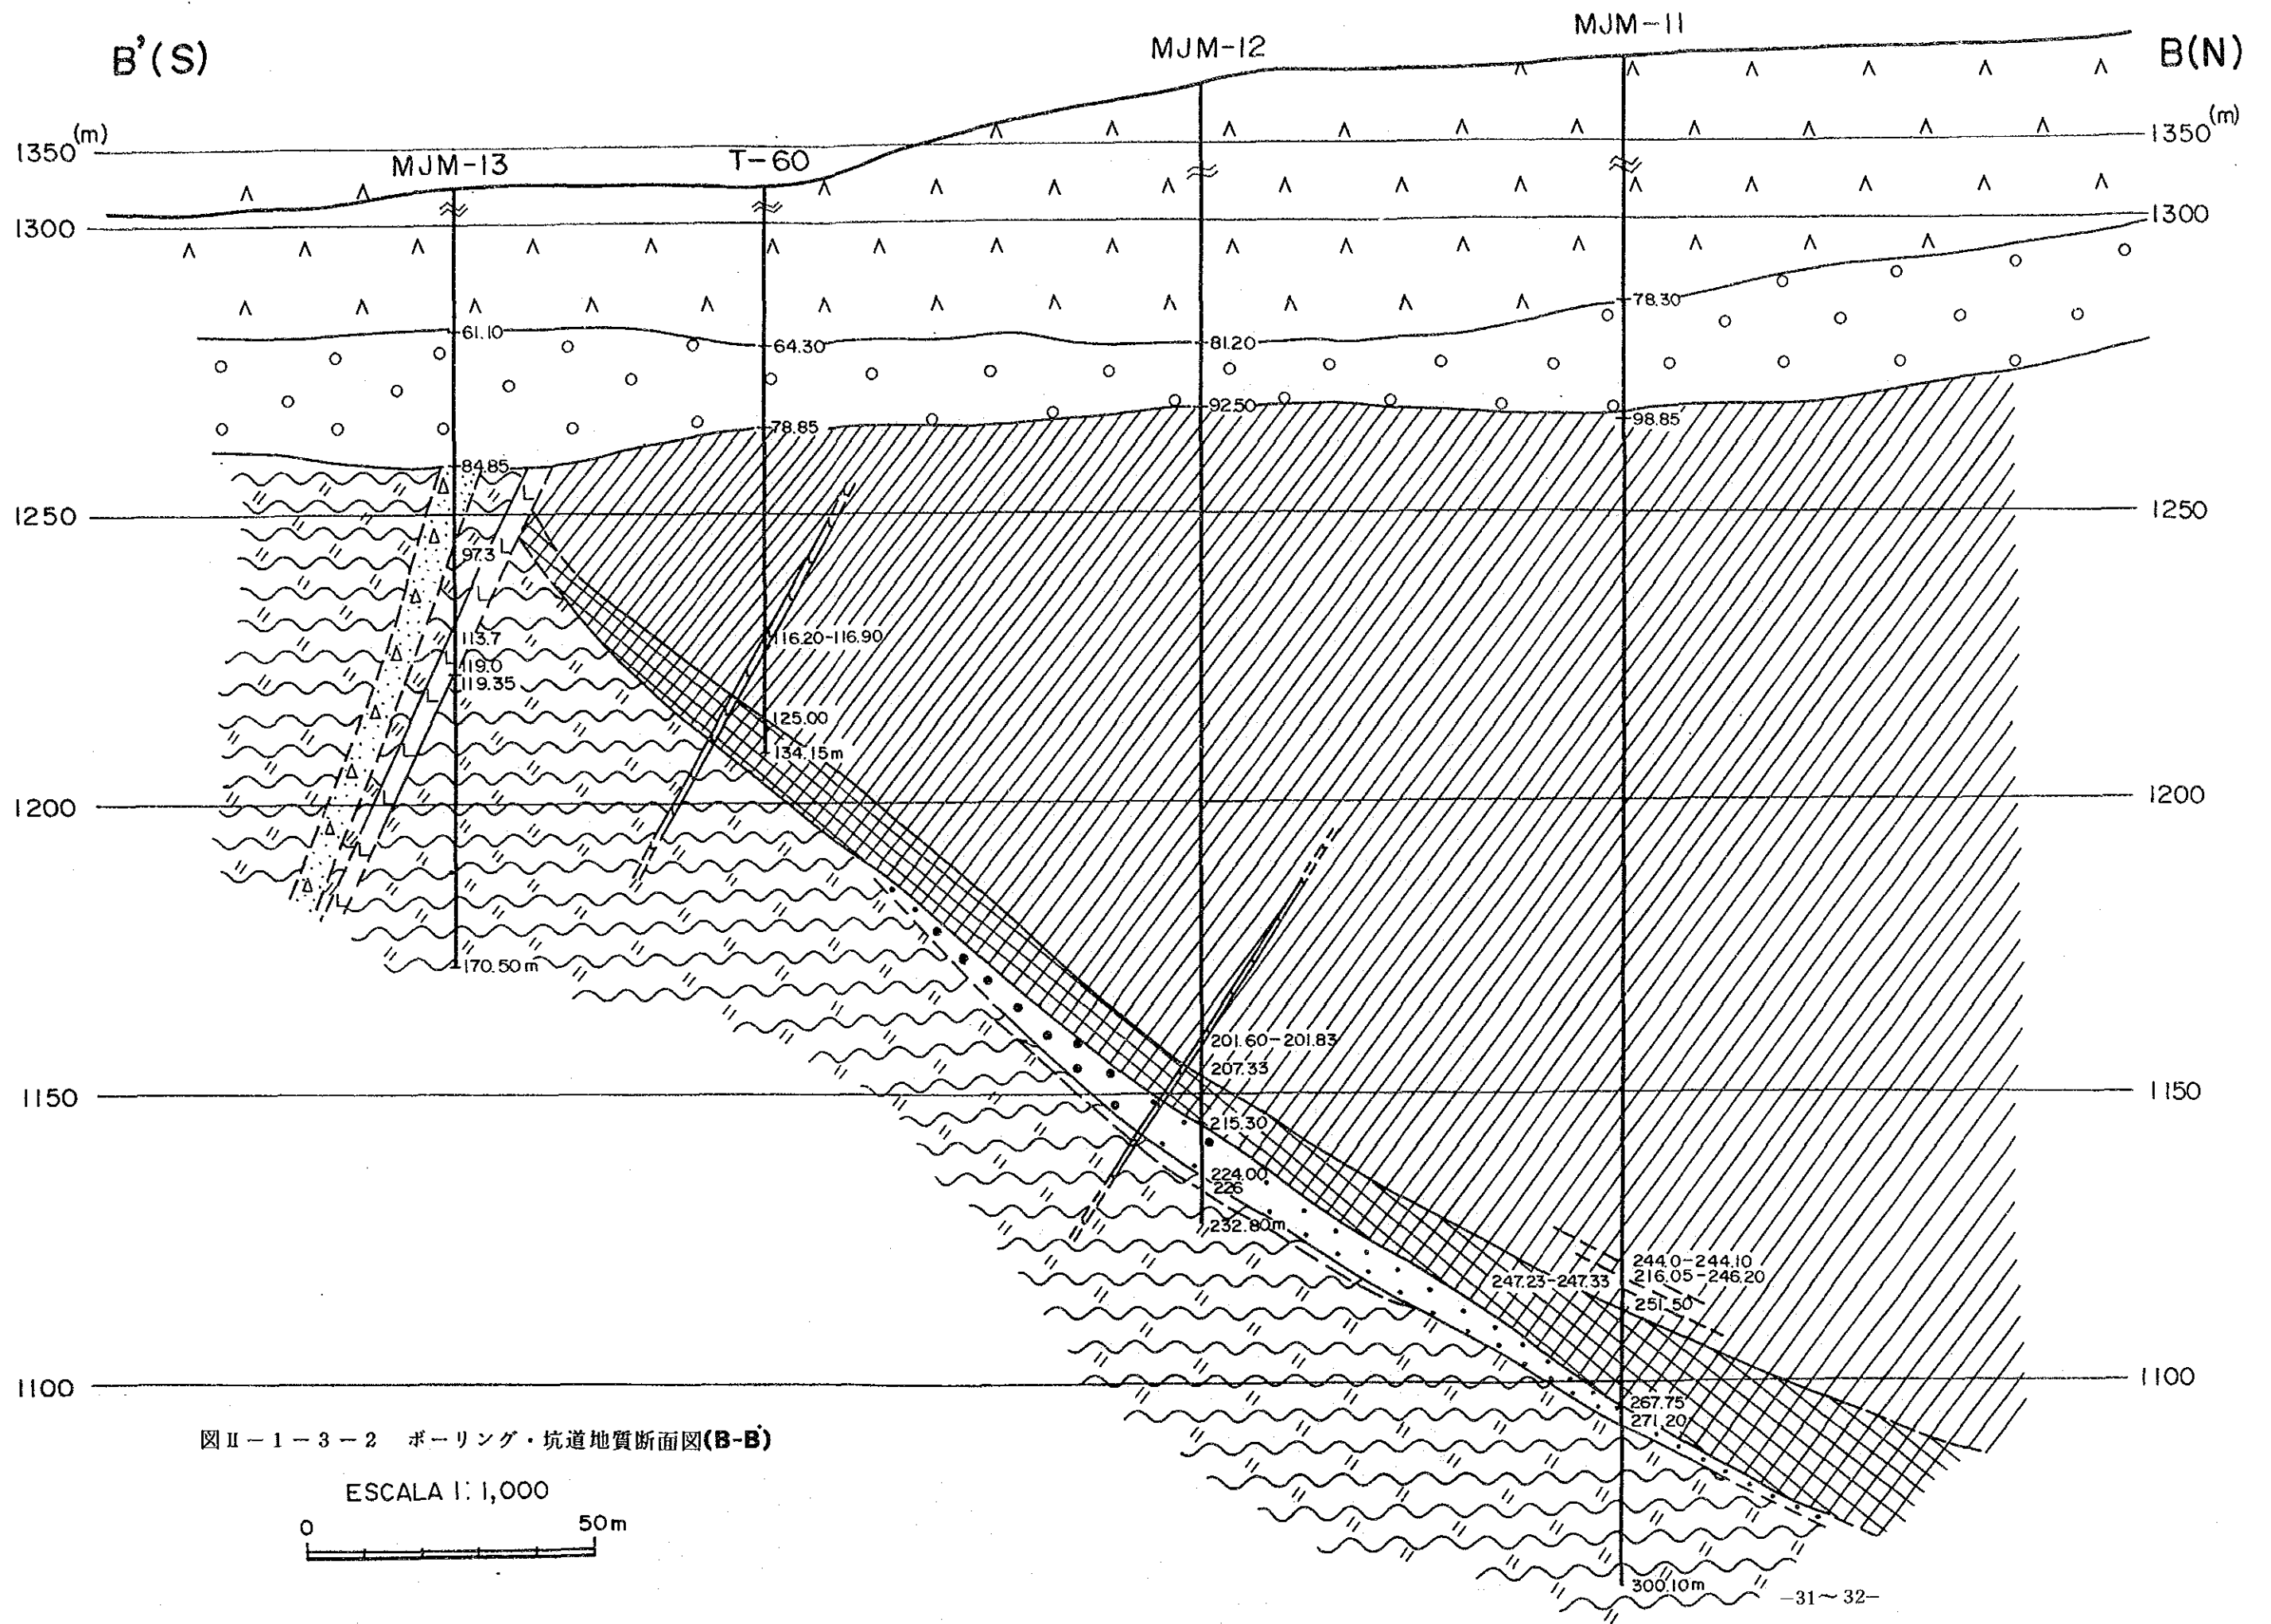 B'(S)
MJM-12
MJM-11
B(N)
(m)
1350
MJM-13
T-60
(m)
1350
1300
1300
61.10
64.30
81.20
78.30
84.85
78.85
92.50
98.85
1250
1250
97.3
113.7
119.0
119.35
116.20-116.90
125.00
134.15m
1200
1200
170.50m
201.60-201.83
207.33
1150
1150
215.30
224.00
226
232.80m
244.0-244.10
247.23-247.33
216.05-246.20
251.50
1100
1100
267.75
271.20
300.10m
図Ⅱ-1-3-2 ボーリング・坑道地質断面図(B-B')
ESCALA 1:1,000
0 50m
-31~32-